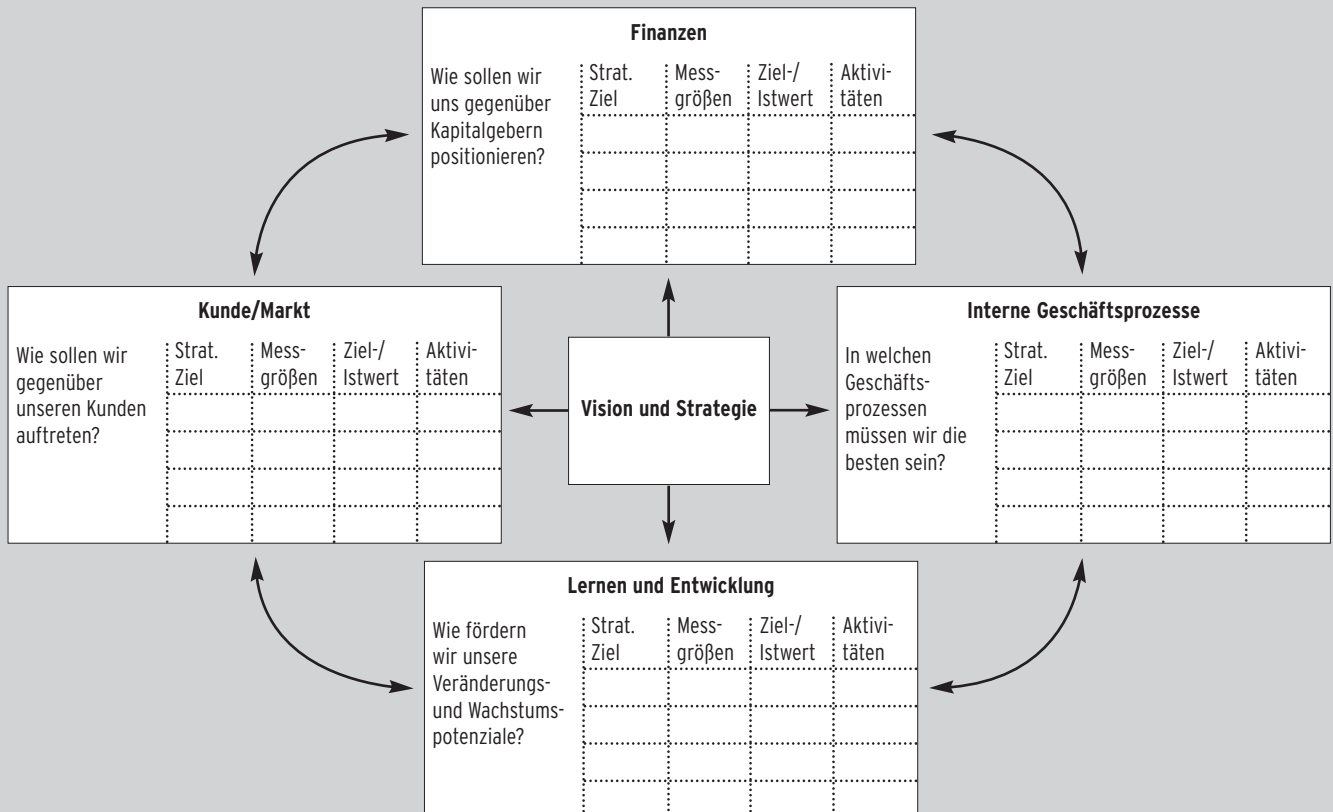 Finanzen
Wie sollen wir
uns gegenüber
Kapitalgebern
positionieren?
Strat.
Ziel
Mess-
größen
Ziel-/
Istwert
Aktivi-
täten
Kunde/Markt
Wie sollen wir
gegenüber
unseren Kunden
auftreten?
Strat.
Ziel
Mess-
größen
Ziel-/
Istwert
Aktivi-
täten
Vision und Strategie
Interne Geschäftsprozesse
In welchen
Geschäfts-
prozessen
müssen wir die
besten sein?
Strat.
Ziel
Mess-
größen
Ziel-/
Istwert
Aktivi-
täten
Lernen und Entwicklung
Wie fördern
wir unsere
Veränderungs-
und Wachstums-
potenziale?
Strat.
Ziel
Mess-
größen
Ziel-/
Istwert
Aktivi-
täten